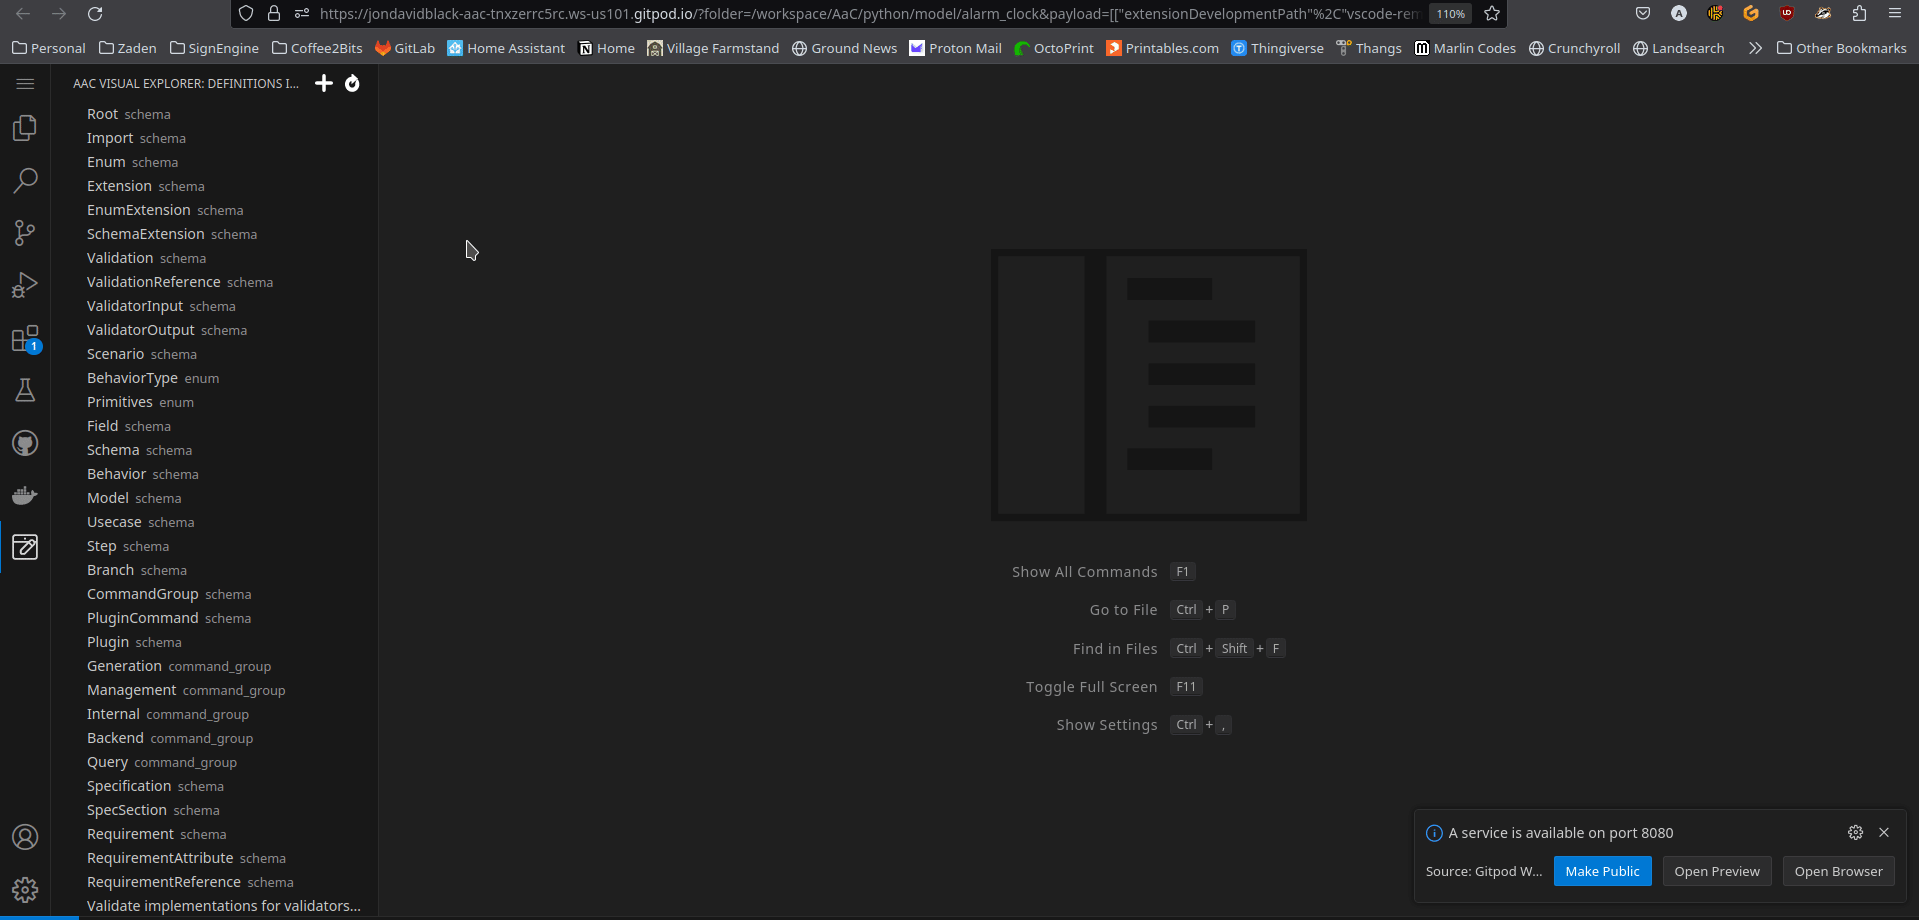 https://jondavidblack-aac-tnxzerrc5rc.ws-us101.gitpod.io/?folder=/workspace/AaC/python/model/alarm_clock&payload=[["extensionDevelopmentPath"%2C"vscode-rem 110%
Personal Zaden SignEngine Coffee2Bits GitLab Home Assistant Home Village Farmstand Ground News Proton Mail OctoPrint Printables.com Thingiverse Thangs Marlin Codes Crunchyroll Landsearch Other Bookmarks
AAC VISUAL EXPLORER: DEFINITIONS I...
Root schema
Import schema
Enum schema
Extension schema
EnumExtension schema
SchemaExtension schema
Validation schema
ValidationReference schema
ValidatorInput schema
ValidatorOutput schema
Scenario schema
BehaviorType enum
Primitives enum
Field schema
Schema schema
Behavior schema
Model schema
Usecase schema
Step schema
Branch schema
CommandGroup schema
PluginCommand schema
Plugin schema
Generation command_group
Management command_group
Internal command_group
Backend command_group
Query command_group
Specification schema
SpecSection schema
Requirement schema
RequirementAttribute schema
RequirementReference schema
Validate implementations for validators...
1
Show All Commands F1
Go to File Ctrl + P
Find in Files Ctrl + Shift + F
Toggle Full Screen F11
Show Settings Ctrl + ,
A service is available on port 8080
Source: Gitpod W... Make Public Open Preview Open Browser